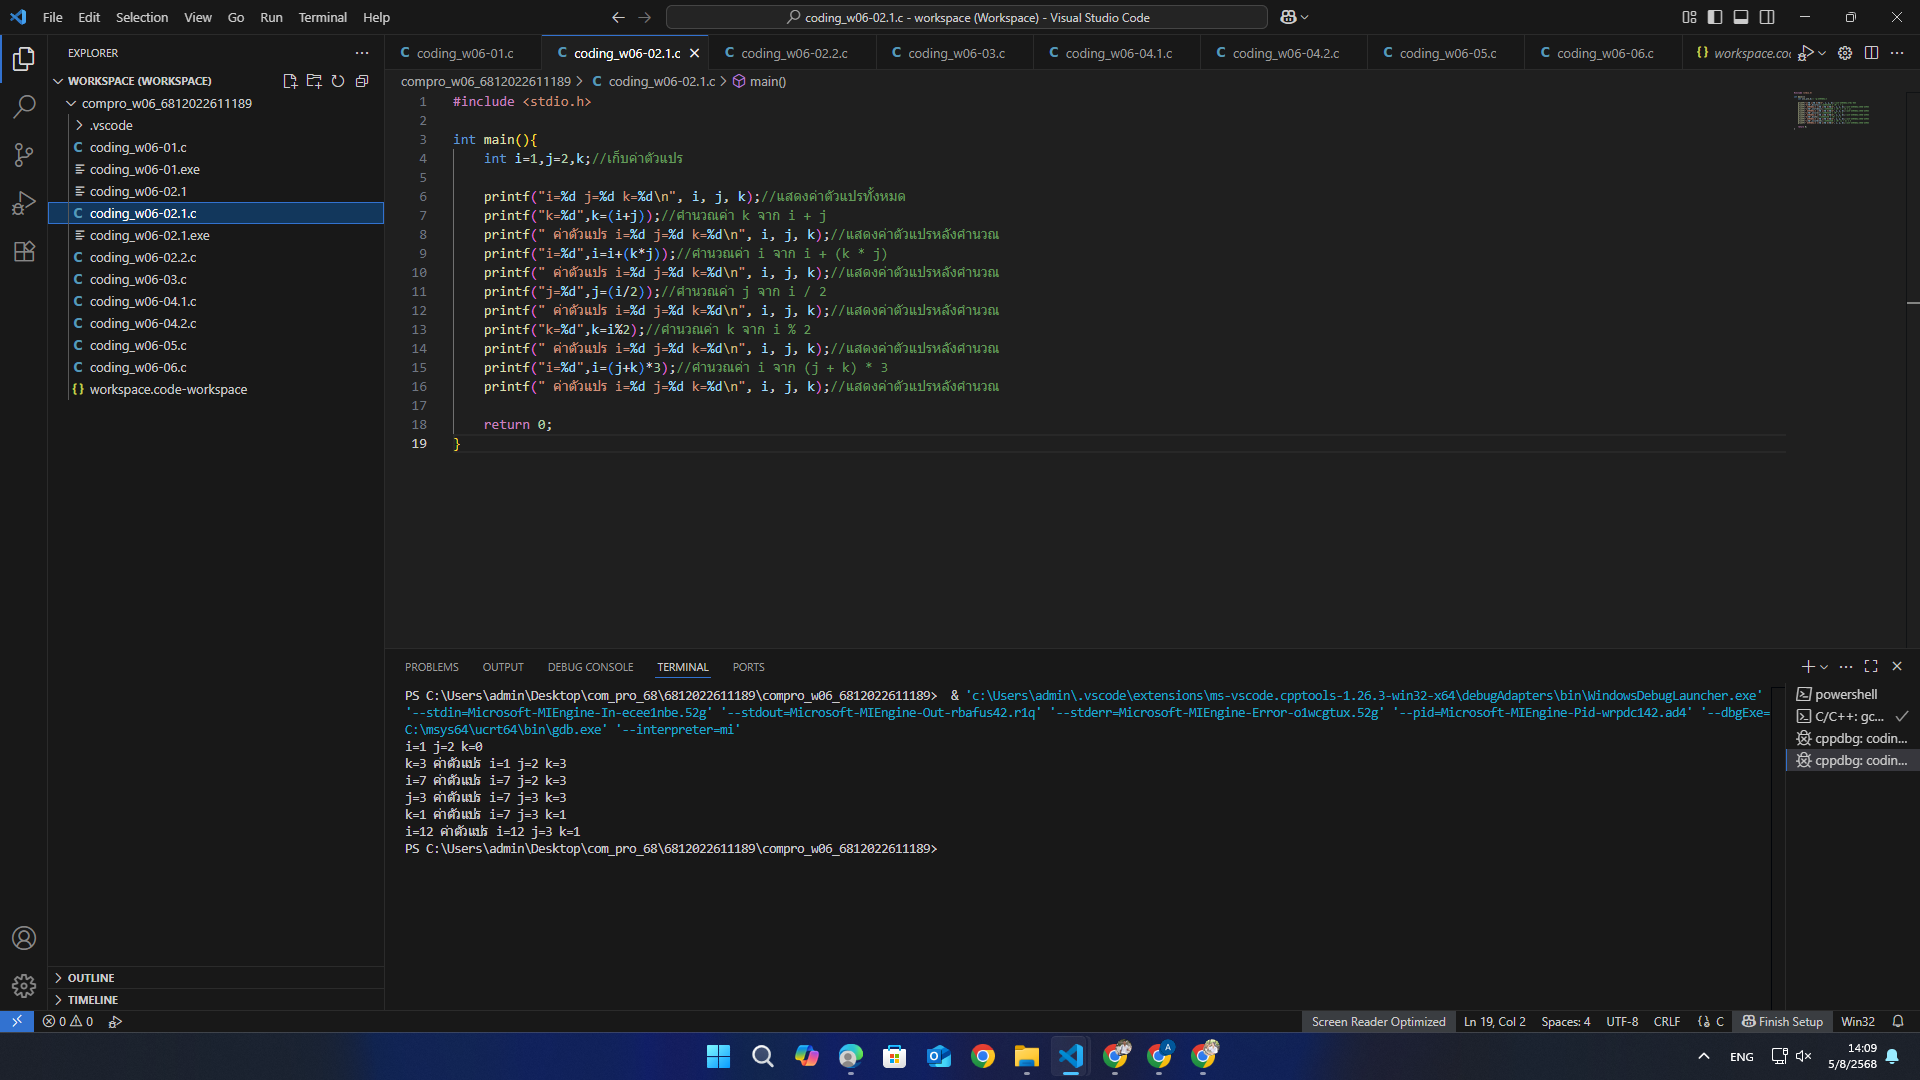 File Edit Selection View Go Run Terminal Help
coding_w06-02.1.c - workspace (Workspace) - Visual Studio Code
EXPLORER
WORKSPACE (WORKSPACE)
compro_w06_6812022611189
.vscode
C coding_w06-01.c
coding_w06-01.exe
coding_w06-02.1
C coding_w06-02.1.c
coding_w06-02.1.exe
C coding_w06-02.2.c
C coding_w06-03.c
C coding_w06-04.1.c
C coding_w06-04.2.c
C coding_w06-05.c
C coding_w06-06.c
{} workspace.code-workspace
OUTLINE
TIMELINE
C coding_w06-01.c C coding_w06-02.1.c C coding_w06-02.2.c C coding_w06-03.c C coding_w06-04.1.c C coding_w06-04.2.c C coding_w06-05.c C coding_w06-06.c {} workspace.co
compro_w06_6812022611189 > C coding_w06-02.1.c > main()
1 #include <stdio.h>
2
3 int main(){
4 int i=1,j=2,k;//เก็บค่าตัวแปร
5
6 printf("i=%d j=%d k=%d\n", i, j, k);//แสดงค่าตัวแปรทั้งหมด
7 printf("k=%d",k=(i+j));//คำนวณค่า k จาก i + j
8 printf(" ค่าตัวแปร i=%d j=%d k=%d\n", i, j, k);//แสดงค่าตัวแปรหลังคำนวณ
9 printf("i=%d",i=i+(k*j));//คำนวณค่า i จาก i + (k * j)
10 printf(" ค่าตัวแปร i=%d j=%d k=%d\n", i, j, k);//แสดงค่าตัวแปรหลังคำนวณ
11 printf("j=%d",j=(i/2));//คำนวณค่า j จาก i / 2
12 printf(" ค่าตัวแปร i=%d j=%d k=%d\n", i, j, k);//แสดงค่าตัวแปรหลังคำนวณ
13 printf("k=%d",k=i%2);//คำนวณค่า k จาก i % 2
14 printf(" ค่าตัวแปร i=%d j=%d k=%d\n", i, j, k);//แสดงค่าตัวแปรหลังคำนวณ
15 printf("i=%d",i=(j+k)*3);//คำนวณค่า i จาก (j + k) * 3
16 printf(" ค่าตัวแปร i=%d j=%d k=%d\n", i, j, k);//แสดงค่าตัวแปรหลังคำนวณ
17
18 return 0;
19 }
PROBLEMS OUTPUT DEBUG CONSOLE TERMINAL PORTS
PS C:\Users\admin\Desktop\com_pro_68\6812022611189\compro_w06_6812022611189> & 'c:\Users\admin\.vscode\extensions\ms-vscode.cpptools-1.26.3-win32-x64\debugAdapters\bin\WindowsDebugLauncher.exe'
'--stdin=Microsoft-MIEngine-In-ecee1nbe.52g' '--stdout=Microsoft-MIEngine-Out-rbafus42.r1q' '--stderr=Microsoft-MIEngine-Error-o1wcgtux.52g' '--pid=Microsoft-MIEngine-Pid-wrpdc142.ad4' '--dbgExe=
C:\msys64\ucrt64\bin\gdb.exe' '--interpreter=mi'
i=1 j=2 k=0
k=3 ค่าตัวแปร i=1 j=2 k=3
i=7 ค่าตัวแปร i=7 j=2 k=3
j=3 ค่าตัวแปร i=7 j=3 k=3
k=1 ค่าตัวแปร i=7 j=3 k=1
i=12 ค่าตัวแปร i=12 j=3 k=1
PS C:\Users\admin\Desktop\com_pro_68\6812022611189\compro_w06_6812022611189>
powershell
C/C++: gc...
cppdbg: codin...
cppdbg: codin...
0 0
Screen Reader Optimized Ln 19, Col 2 Spaces: 4 UTF-8 CRLF {} C Finish Setup Win32
ENG
14:09
5/8/2568